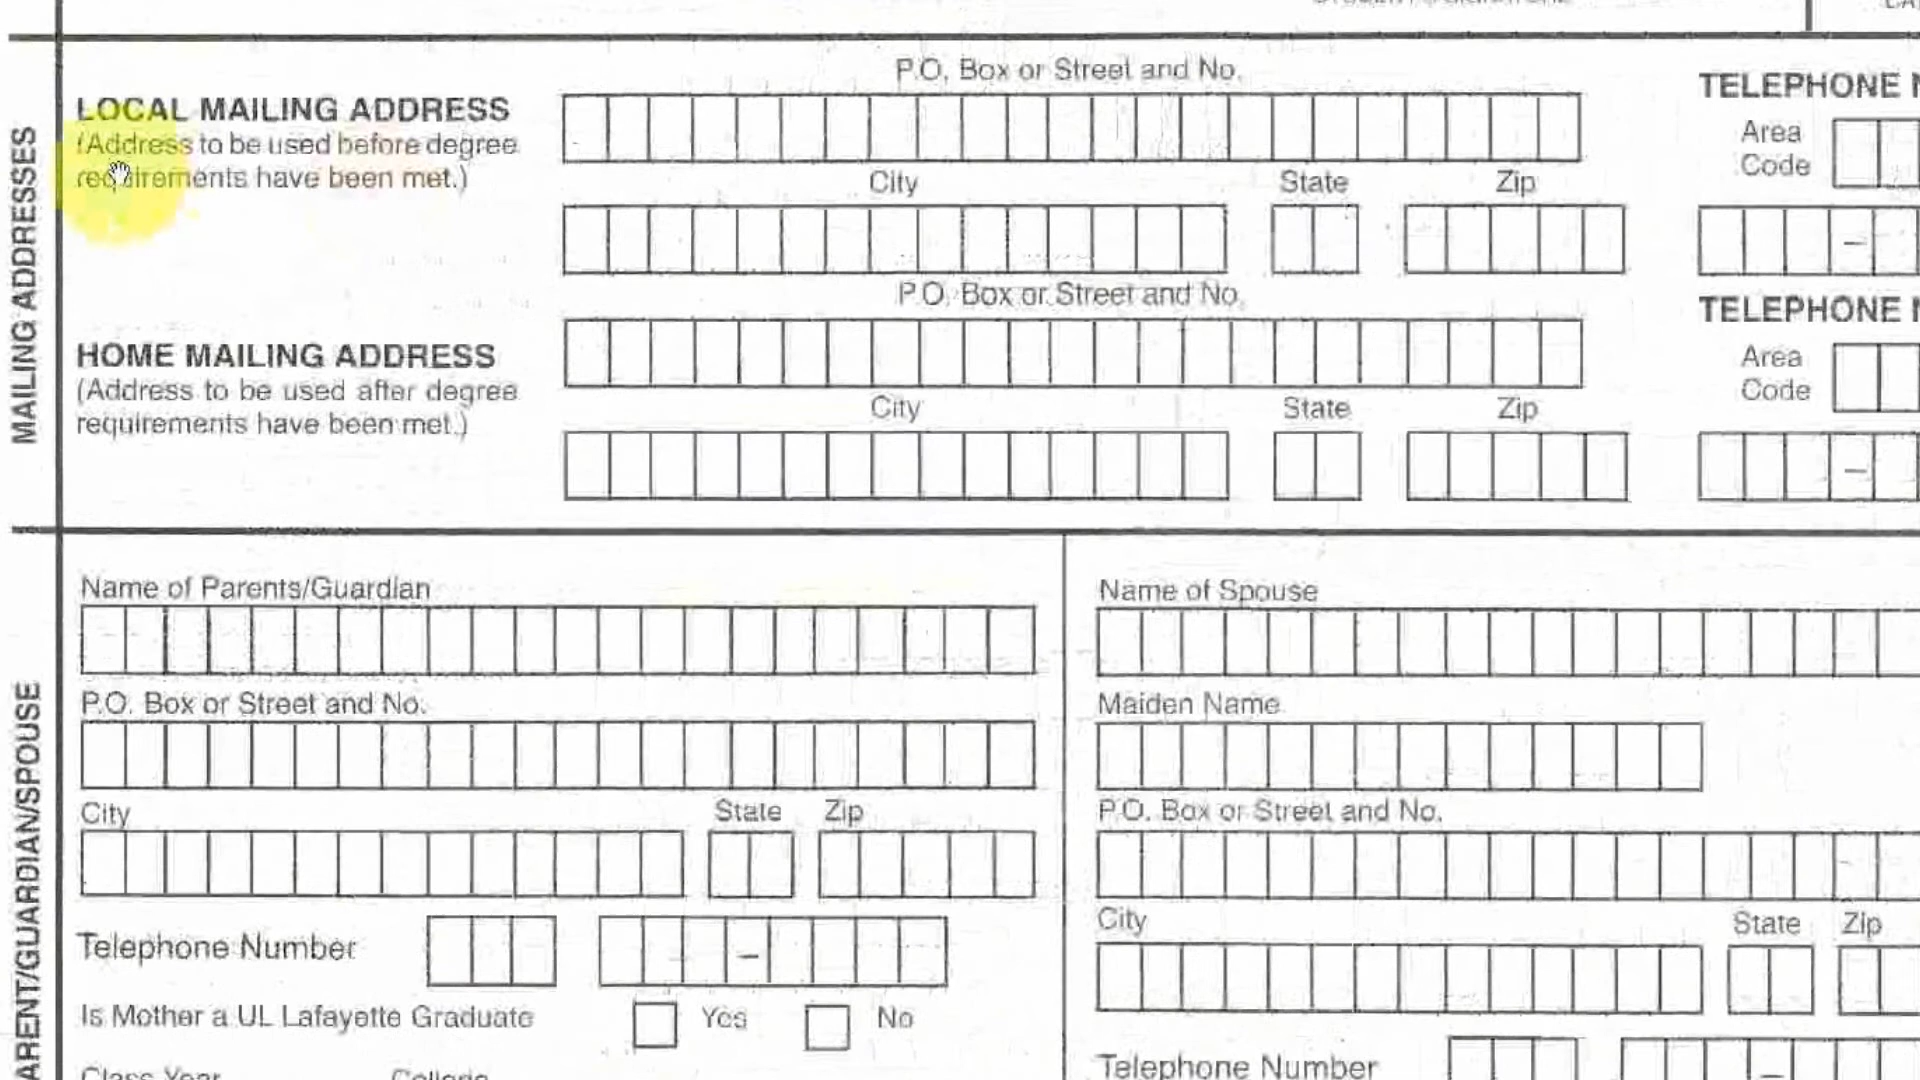 P.O. Box or Street and No.
LOCAL MAILING ADDRESS
(Address to be used before degree
requirements have been met.)
City State Zip
TELEPHONE
Area
Code
–
P.O. Box or Street and No.
HOME MAILING ADDRESS
(Address to be used after degree
requirements have been met.)
City State Zip
TELEPHONE
Area
Code
–
MAILING ADDRESSES
Name of Parents/Guardian
P.O. Box or Street and No.
City State Zip
Telephone Number –
Is Mother a UL Lafayette Graduate Yes No
Class Year College
Name of Spouse
Maiden Name
P.O. Box or Street and No.
City State Zip
Telephone Number –
ARENT/GUARDIAN/SPOUSE